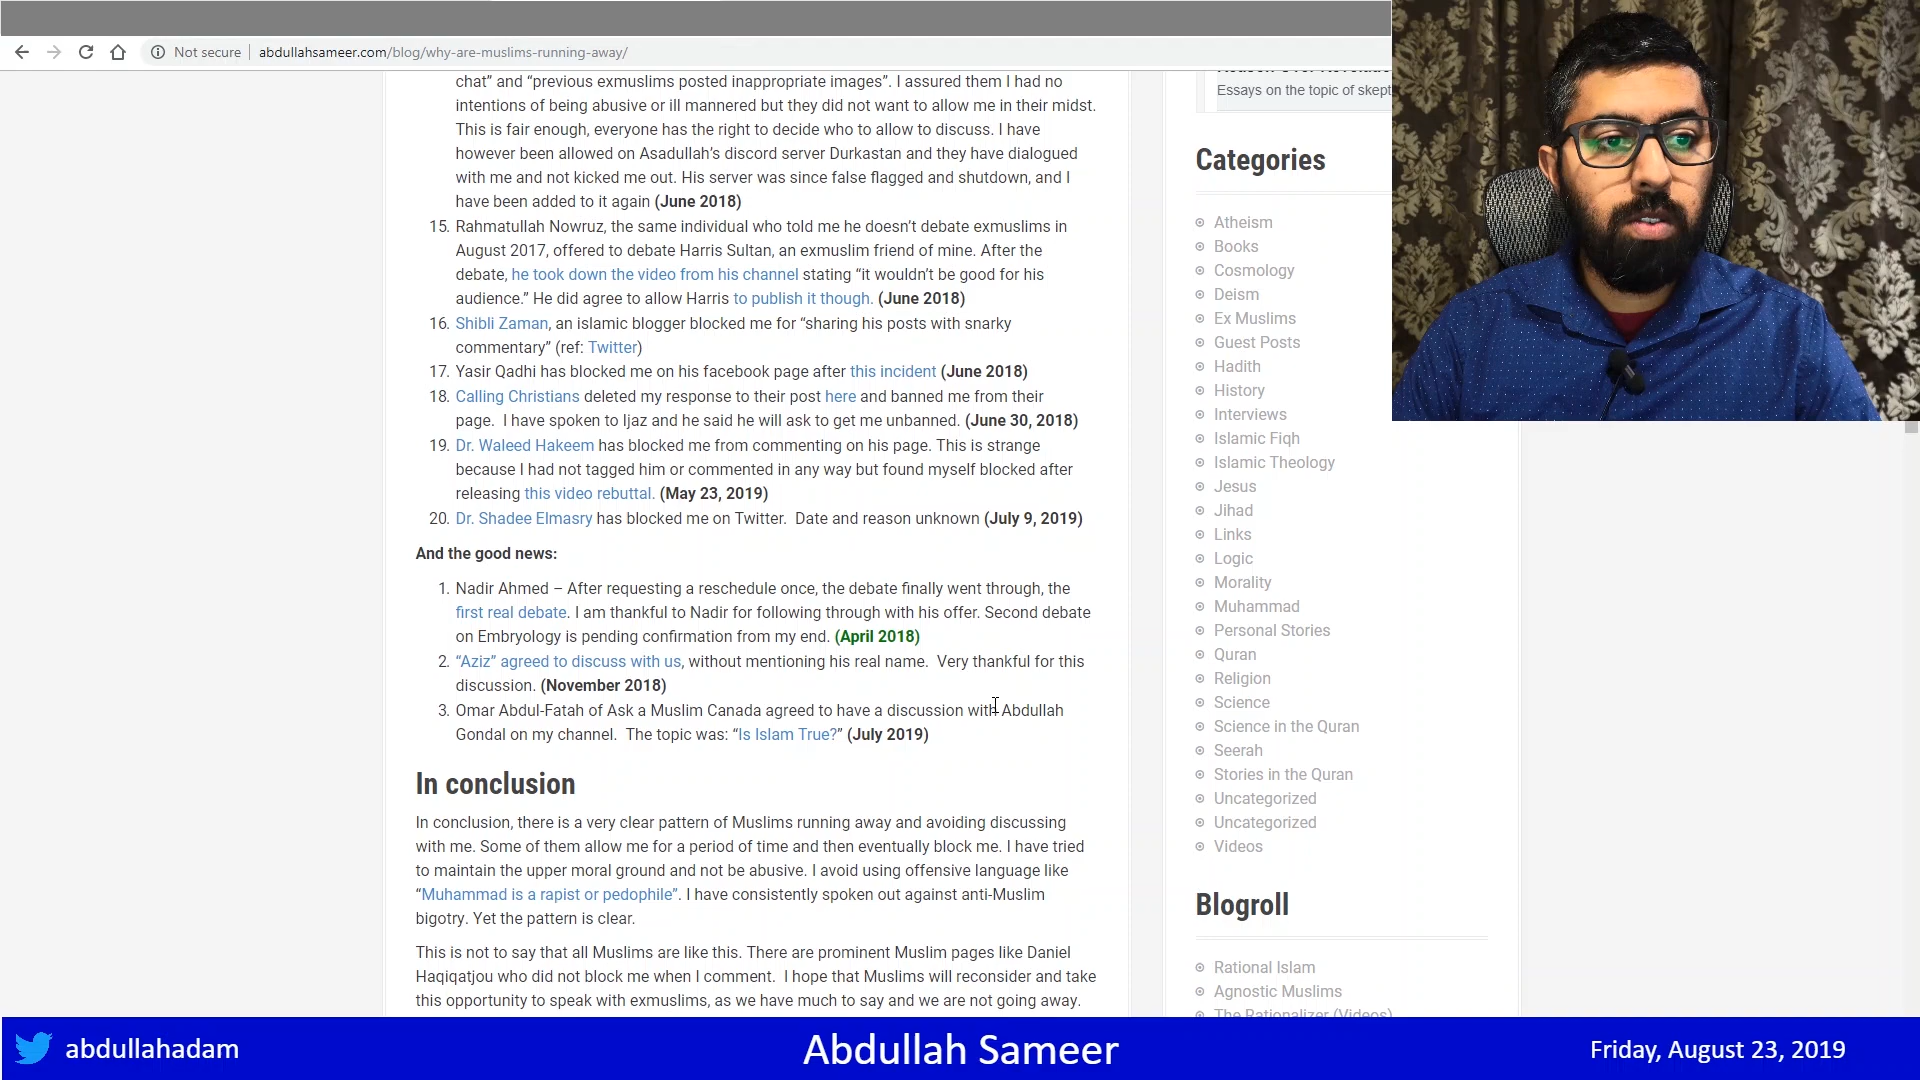 Not secure
abdullahsameer.com/blog/why-are-muslims-running-away/
chat” and “previous exmuslims posted inappropriate images”. I assured them I had no
intentions of being abusive or ill mannered but they did not want to allow me in their midst.
This is fair enough, everyone has the right to decide who to allow to discuss. I have
however been allowed on Asadullah’s discord server Durkastan and they have dialogued
with me and not kicked me out. His server was since false flagged and shutdown, and I
have been added to it again (June 2018)
15. Rahmatullah Nowruz, the same individual who told me he doesn’t debate exmuslims in
August 2017, offered to debate Harris Sultan, an exmuslim friend of mine. After the
debate, he took down the video from his channel stating “it wouldn’t be good for his
audience.” He did agree to allow Harris to publish it though. (June 2018)
16. Shibli Zaman, an islamic blogger blocked me for “sharing his posts with snarky
commentary” (ref: Twitter)
17. Yasir Qadhi has blocked me on his facebook page after this incident (June 2018)
18. Calling Christians deleted my response to their post here and banned me from their
page. I have spoken to Ijaz and he said he will ask to get me unbanned. (June 30, 2018)
19. Dr. Waleed Hakeem has blocked me from commenting on his page. This is strange
because I had not tagged him or commented in any way but found myself blocked after
releasing this video rebuttal. (May 23, 2019)
20. Dr. Shadee Elmasry has blocked me on Twitter. Date and reason unknown (July 9, 2019)
And the good news:
1. Nadir Ahmed – After requesting a reschedule once, the debate finally went through, the
first real debate. I am thankful to Nadir for following through with his offer. Second debate
on Embryology is pending confirmation from my end. (April 2018)
2. “Aziz” agreed to discuss with us, without mentioning his real name. Very thankful for this
discussion. (November 2018)
3. Omar Abdul-Fatah of Ask a Muslim Canada agreed to have a discussion with Abdullah
Gondal on my channel. The topic was: “Is Islam True?” (July 2019)
In conclusion
In conclusion, there is a very clear pattern of Muslims running away and avoiding discussing
with me. Some of them allow me for a period of time and then eventually block me. I have tried
to maintain the upper moral ground and not be abusive. I avoid using offensive language like
“Muhammad is a rapist or pedophile”. I have consistently spoken out against anti-Muslim
bigotry. Yet the pattern is clear.
This is not to say that all Muslims are like this. There are prominent Muslim pages like Daniel
Haqiqatjou who did not block me when I comment. I hope that Muslims will reconsider and take
this opportunity to speak with exmuslims, as we have much to say and we are not going away.
Essays on the topic of skept
Categories
Atheism
Books
Cosmology
Deism
Ex Muslims
Guest Posts
Hadith
History
Interviews
Islamic Fiqh
Islamic Theology
Jesus
Jihad
Links
Logic
Morality
Muhammad
Personal Stories
Quran
Religion
Science
Science in the Quran
Seerah
Stories in the Quran
Uncategorized
Uncategorized
Videos
Blogroll
Rational Islam
Agnostic Muslims
The Rationalizer (Videos)
abdullahadam
Abdullah Sameer
Friday, August 23, 2019